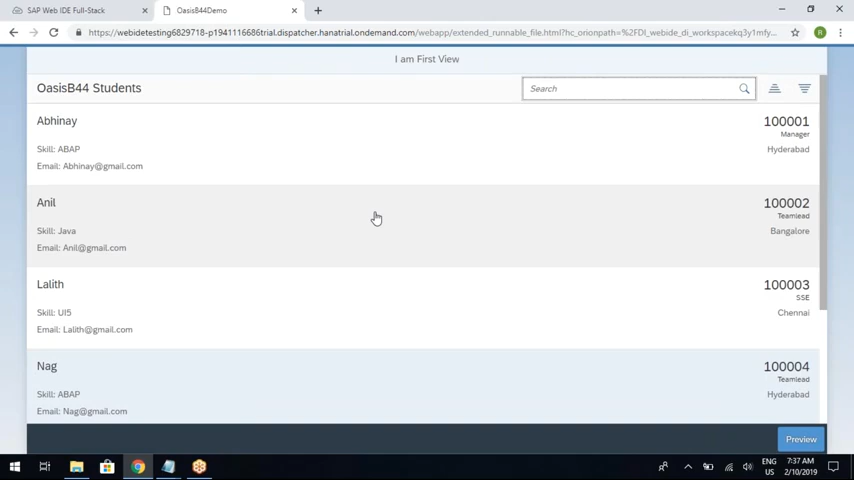 SAP Web IDE Full-Stack
OasisB44Demo
https://webidetesting6829718-p1941116686trial.dispatcher.hanatrial.ondemand.com/webapp/extended_runnable_file.html?hc_orionpath=%2FDI_webide_di_workspacekq3y1mfy...
R
I am First View
OasisB44 Students
Search
Abhinay
100001
Manager
Skill: ABAP
Hyderabad
Email: Abhinay@gmail.com
Anil
100002
Teamlead
Skill: Java
Bangalore
Email: Anil@gmail.com
Lalith
100003
SSE
Skill: UI5
Chennai
Email: Lalith@gmail.com
Nag
100004
Teamlead
Skill: ABAP
Hyderabad
Email: Nag@gmail.com
Preview
ENG
7:37 AM
US
2/10/2019